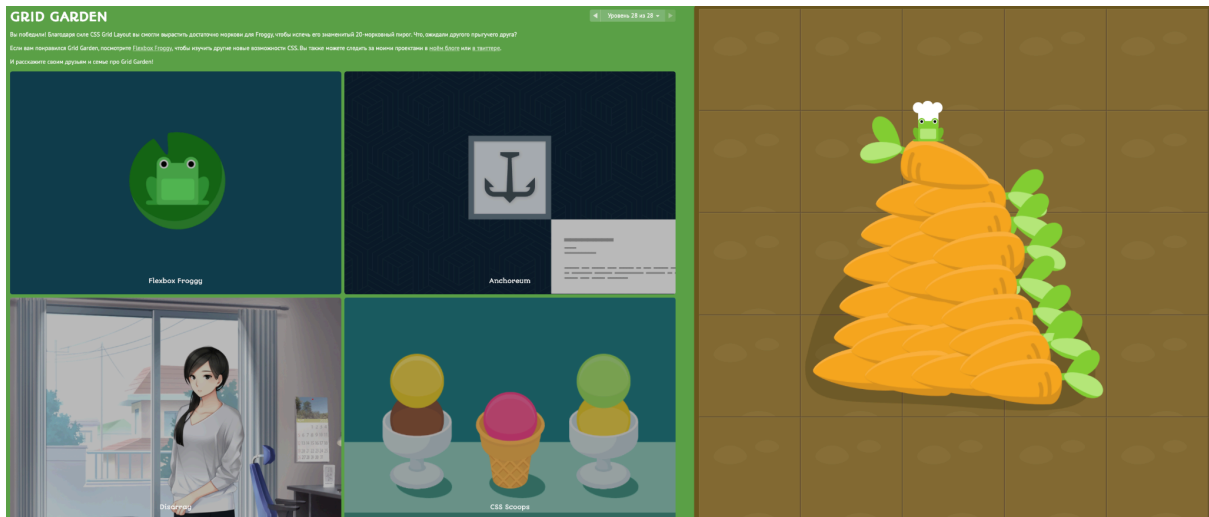 GRID GARDEN
Уровень 28 из 28
Вы победили! Благодаря силе CSS Grid Layout вы смогли вырастить достаточно моркови для Froggy, чтобы испечь его знаменитый 20-морковный пирог. Что, ожидали другого прыгучего друга?
Если вам понравился Grid Garden, посмотрите Flexbox Froggy, чтобы изучить другие новые возможности CSS. Вы также можете следить за моими проектами в моём блоге или в твиттере.
И расскажите своим друзьям и семье про Grid Garden!
Flexbox Froggy
Anchoreum
Disarray
CSS Scoops